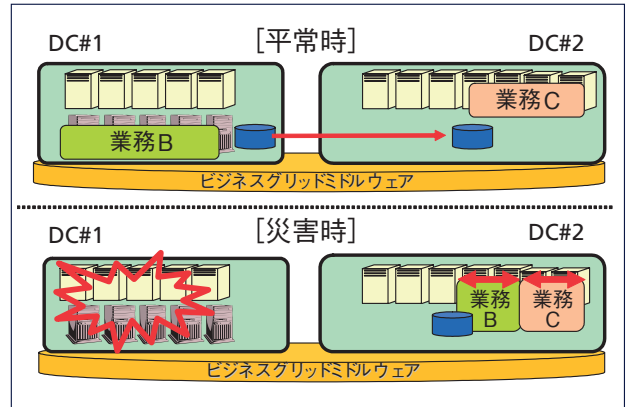 DC#1 [平常時] DC#2
業務C
業務B
ビジネスグリッドミドルウェア
DC#1 [災害時] DC#2
業務
B
業務
C
ビジネスグリッドミドルウェア